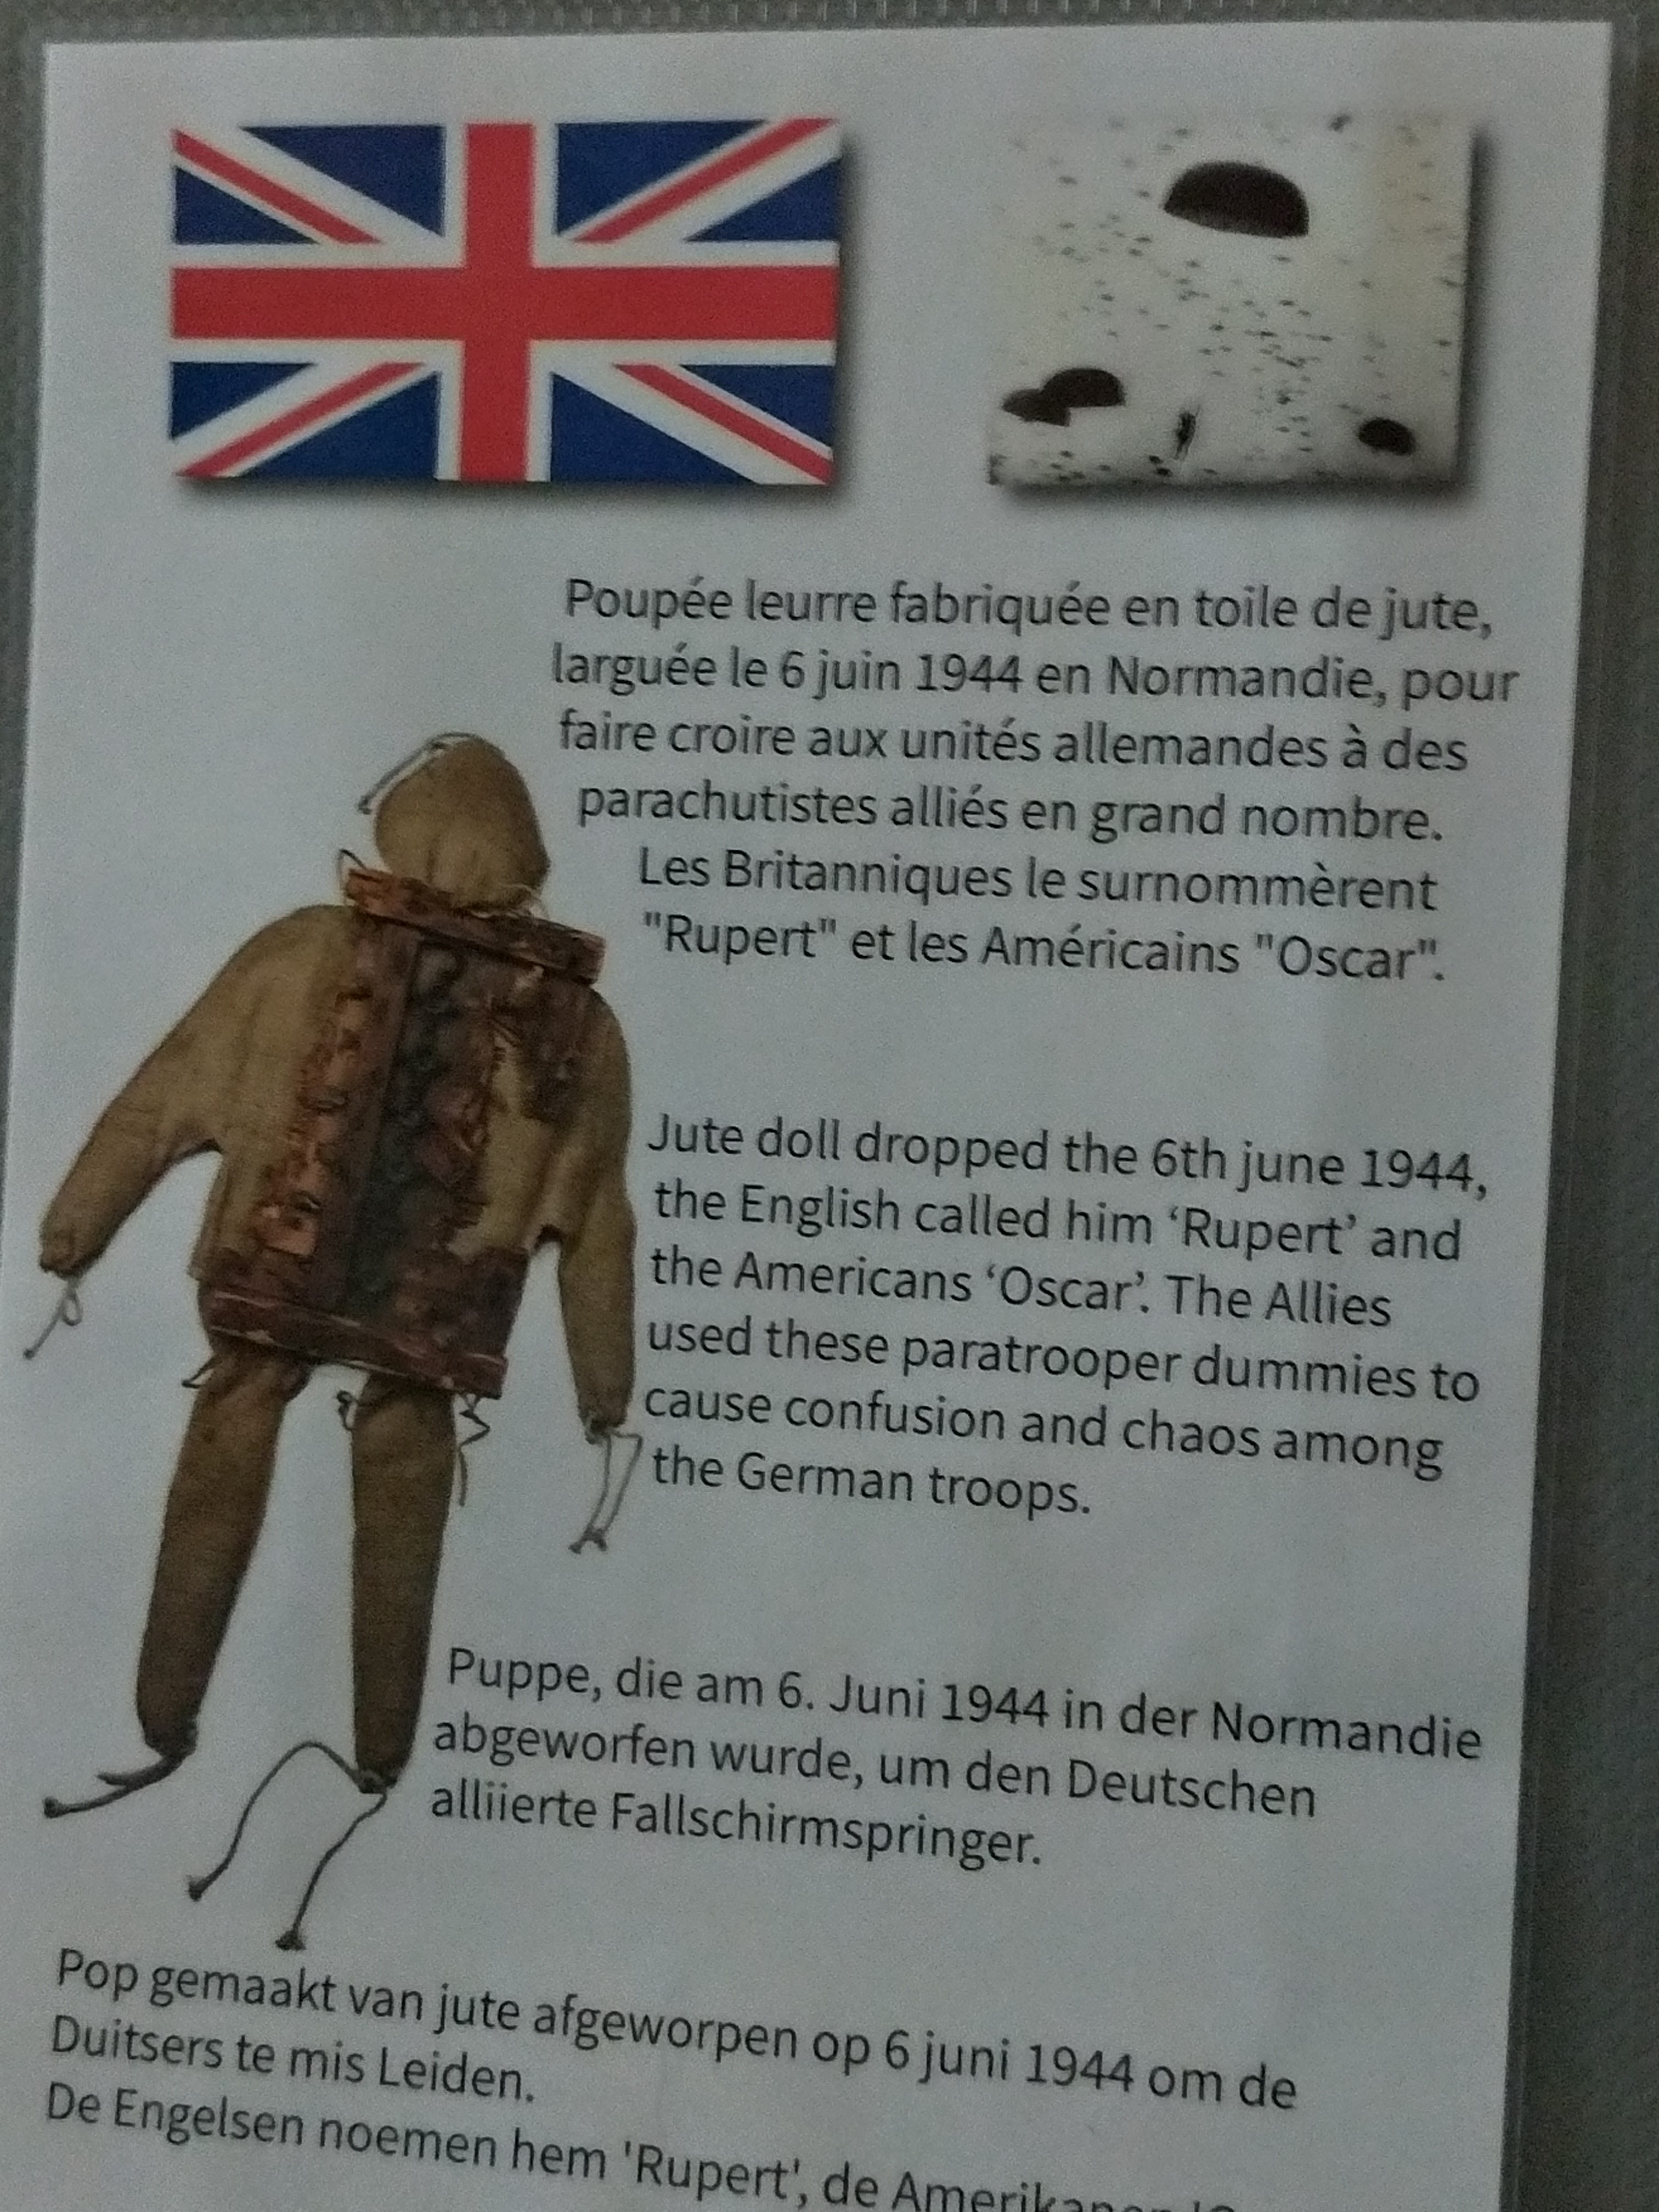 Poupée leurre fabriquée en toile de jute,
larguée le 6 juin 1944 en Normandie, pour
faire croire aux unités allemandes à des
parachutistes alliés en grand nombre.
Les Britanniques le surnommèrent
"Rupert" et les Américains "Oscar".
Jute doll dropped the 6th june 1944,
the English called him ‘Rupert’ and
the Americans ‘Oscar’. The Allies
used these paratrooper dummies to
cause confusion and chaos among
the German troops.
Puppe, die am 6. Juni 1944 in der Normandie
abgeworfen wurde, um den Deutschen
alliierte Fallschirmspringer.
Pop gemaakt van jute afgeworpen op 6 juni 1944 om de
Duitsers te mis Leiden.
De Engelsen noemen hem 'Rupert', de Amerikanen